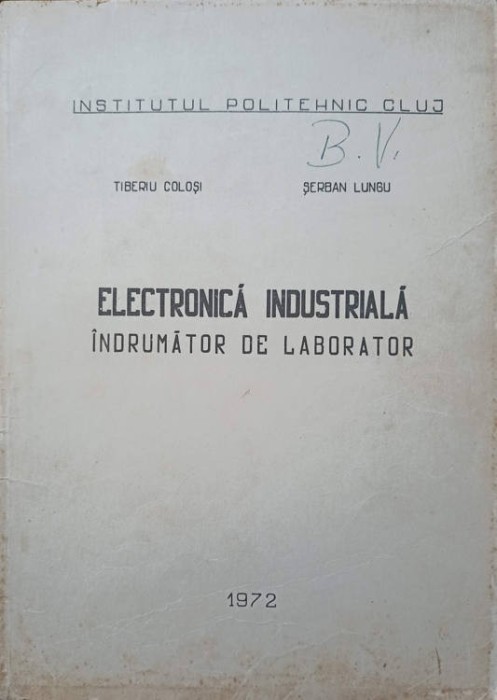 INSTITUTUL POLITEHNIC CLUJ
B.V.
TIBERIU COLOŞI ŞERBAN LUNGU
ELECTRONICĂ INDUSTRIALĂ
ÎNDRUMĂTOR DE LABORATOR
1972